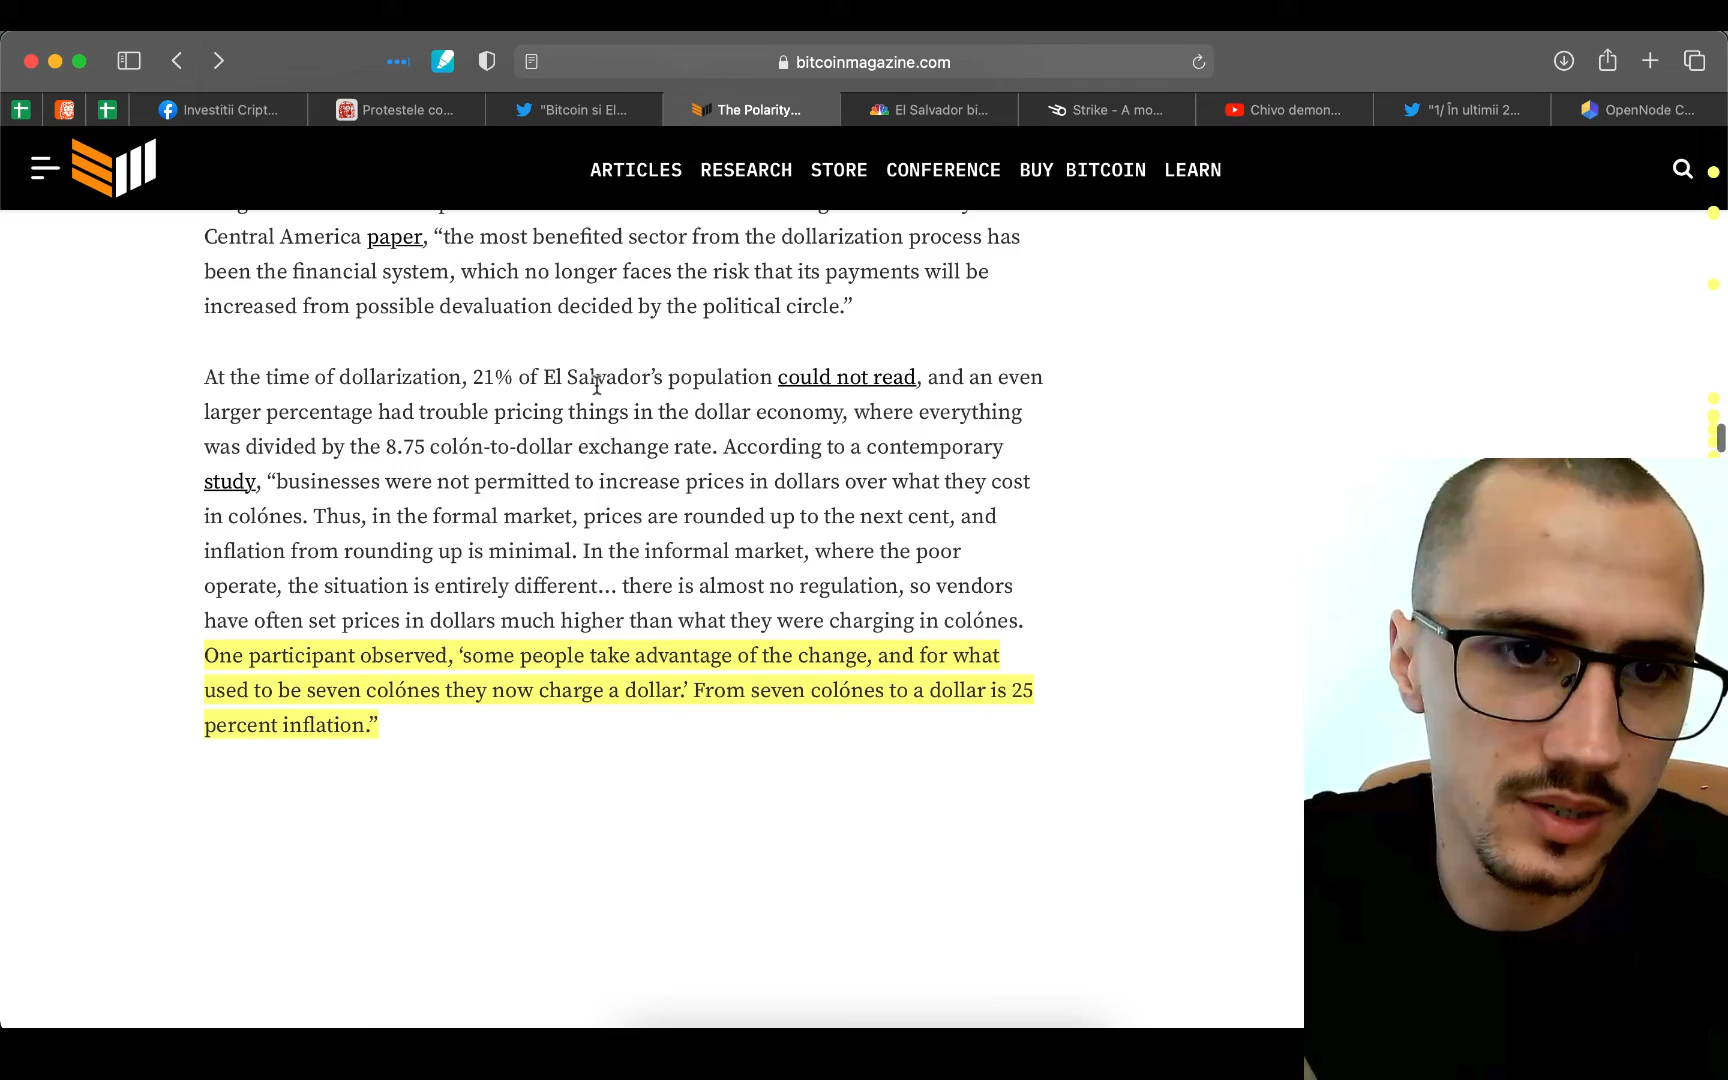 bitcoinmagazine.com
Investitii Cript...
Protestele co...
"Bitcoin si El...
The Polarity...
El Salvador bi...
Strike - A mo...
Chivo demon...
"1/ În ultimii 2...
OpenNode C...
ARTICLES RESEARCH STORE CONFERENCE BUY BITCOIN LEARN
Central America paper, “the most benefited sector from the dollarization process has
been the financial system, which no longer faces the risk that its payments will be
increased from possible devaluation decided by the political circle.”
At the time of dollarization, 21% of El Salvador’s population could not read, and an even
larger percentage had trouble pricing things in the dollar economy, where everything
was divided by the 8.75 colón-to-dollar exchange rate. According to a contemporary
study, “businesses were not permitted to increase prices in dollars over what they cost
in colónes. Thus, in the formal market, prices are rounded up to the next cent, and
inflation from rounding up is minimal. In the informal market, where the poor
operate, the situation is entirely different… there is almost no regulation, so vendors
have often set prices in dollars much higher than what they were charging in colónes.
One participant observed, ‘some people take advantage of the change, and for what
used to be seven colónes they now charge a dollar.’ From seven colónes to a dollar is 25
percent inflation.”